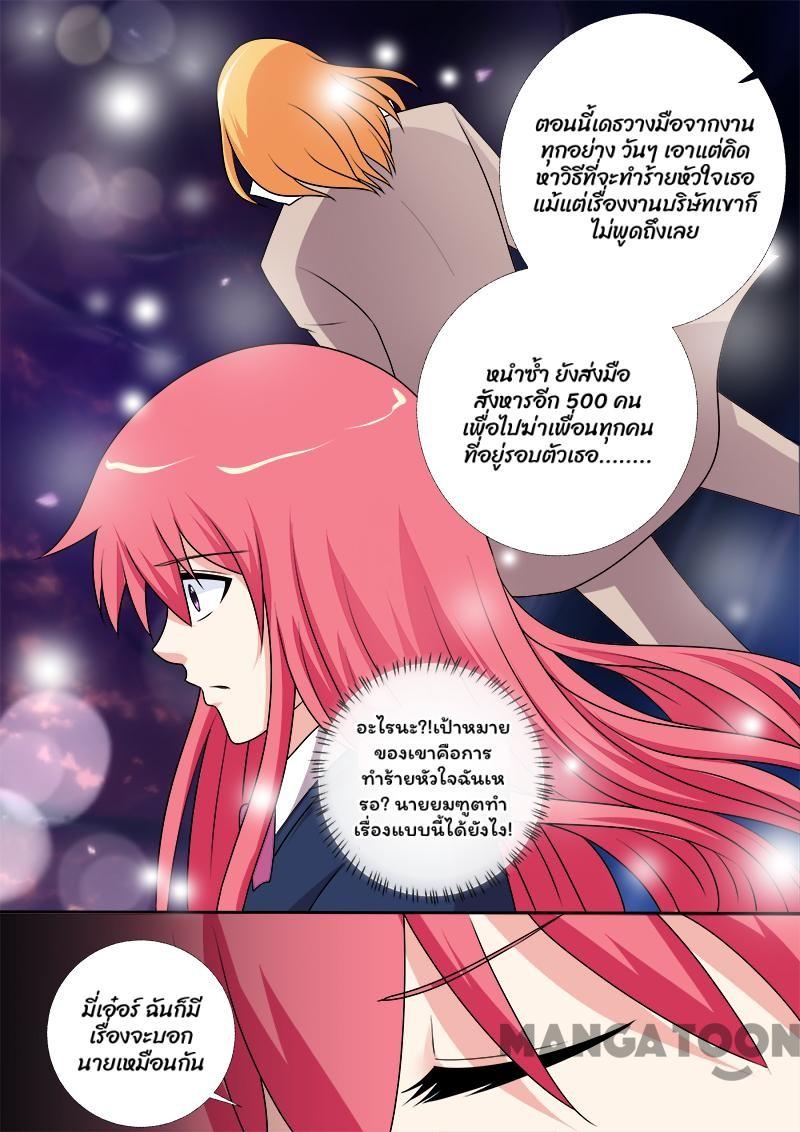 ตอนนี้เดธวางมือจากงาน
ทุกอย่าง วันๆ เอาแต่คิด
หาวิธีที่จะทำร้ายหัวใจเธอ
แม้แต่เรื่องงานบริษัทเขาก็
ไม่พูดถึงเลย
หนำซ้ำ ยังส่งมือ
สังหารอีก 500 คน
เพื่อไปฆ่าเพื่อนทุกคน
ที่อยู่รอบตัวเธอ........
อะไรนะ?!เป้าหมาย
ของเขาคือการ
ทำร้ายหัวใจฉันเห
รอ? นายยมฑูตทำ
เรื่องแบบนี้ได้ยังไง!
มี่เอ๋อร์ ฉันก็มี
เรื่องจะบอก
นายเหมือนกัน
MANGATOON